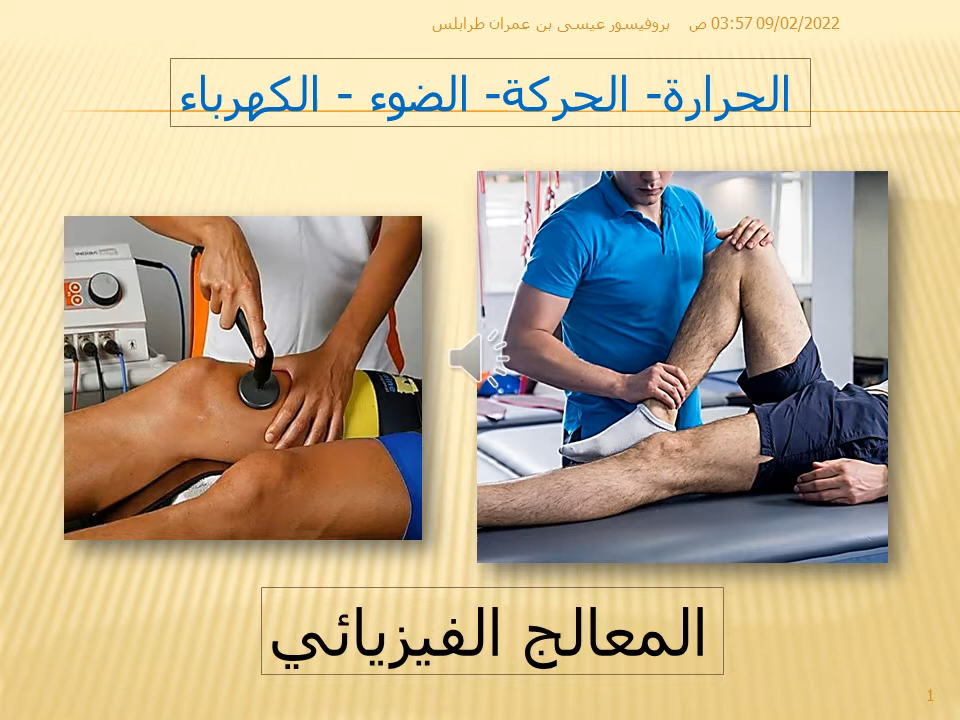 09/02/2022 03:57 ص بروفيسور عيسى بن عمران طرابلس
الحرارة- الحركة- الضوء - الكهرباء
المعالج الفيزيائي
1